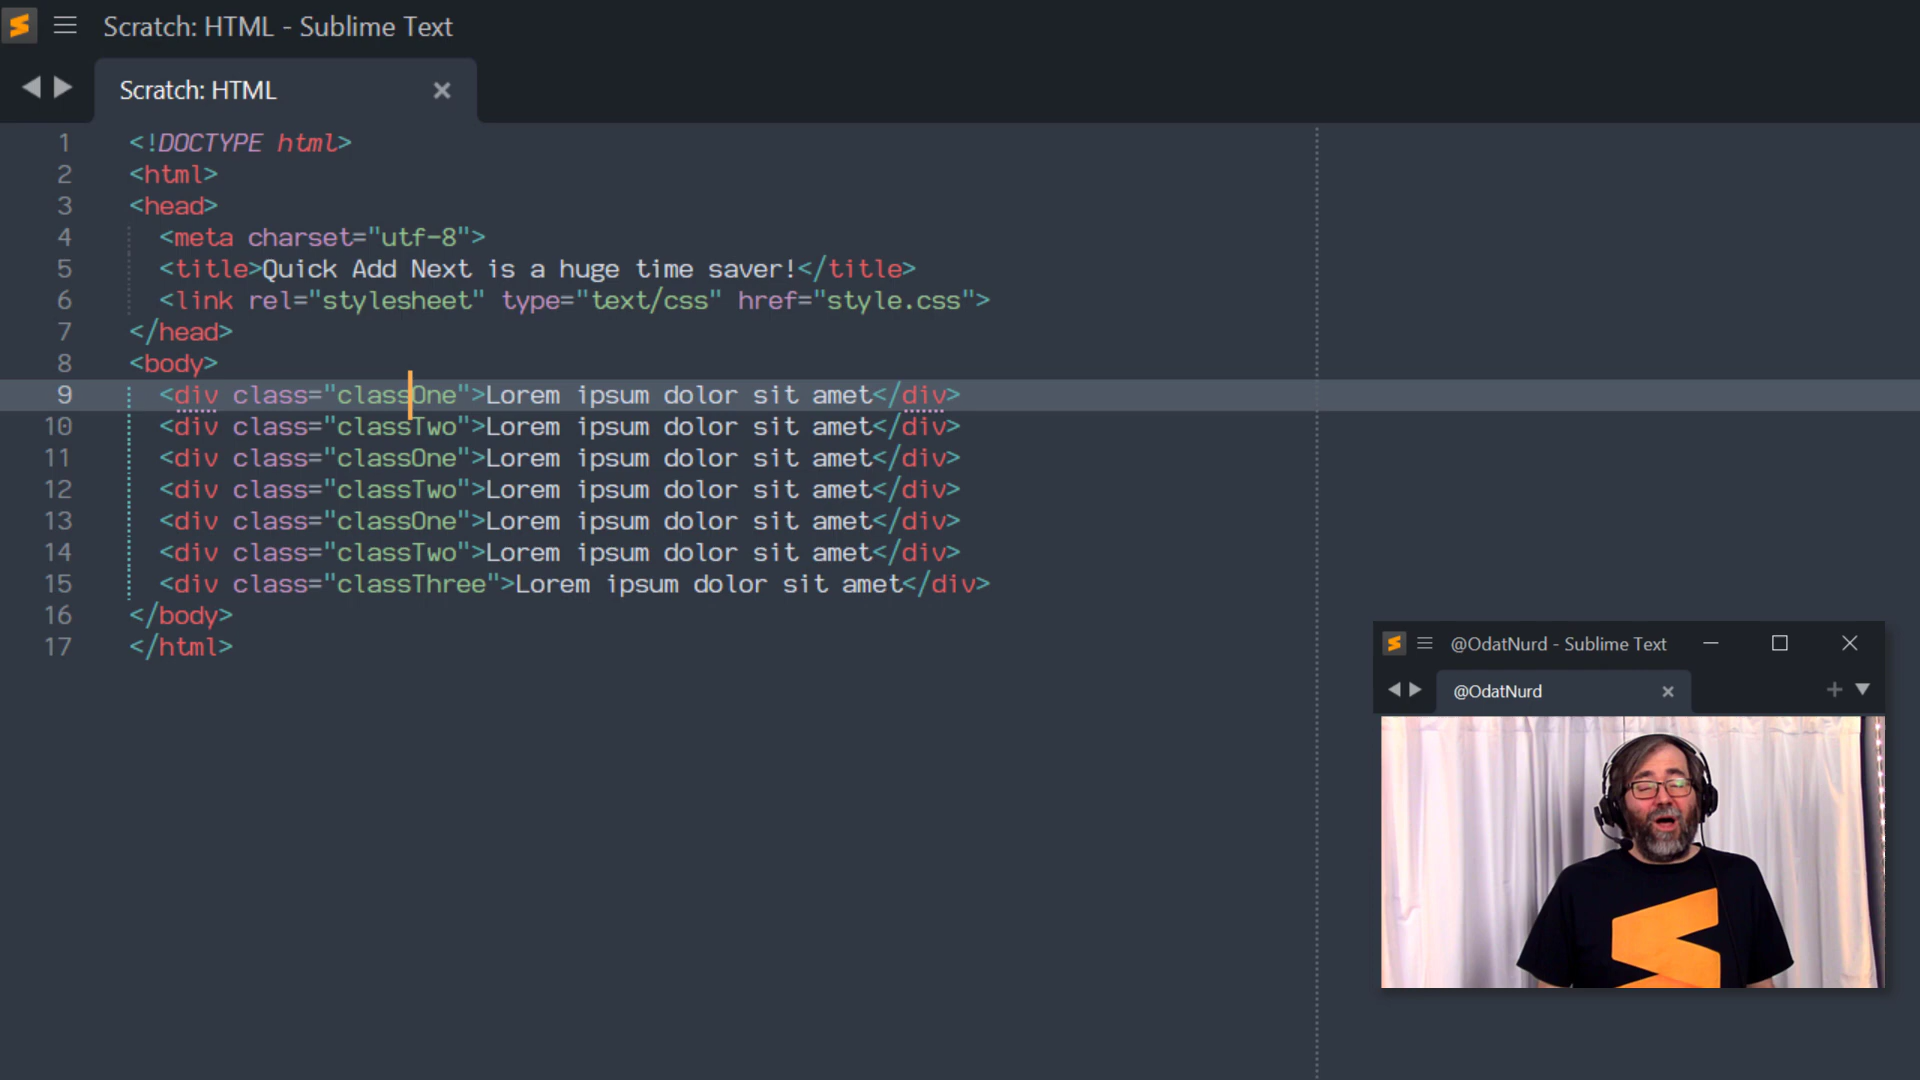 Scratch: HTML - Sublime Text
Scratch: HTML
1 <!DOCTYPE html>
2 <html>
3 <head>
4 <meta charset="utf-8">
5 <title>Quick Add Next is a huge time saver!</title>
6 <link rel="stylesheet" type="text/css" href="style.css">
7 </head>
8 <body>
9 <div class="classOne">Lorem ipsum dolor sit amet</div>
10 <div class="classTwo">Lorem ipsum dolor sit amet</div>
11 <div class="classOne">Lorem ipsum dolor sit amet</div>
12 <div class="classTwo">Lorem ipsum dolor sit amet</div>
13 <div class="classOne">Lorem ipsum dolor sit amet</div>
14 <div class="classTwo">Lorem ipsum dolor sit amet</div>
15 <div class="classThree">Lorem ipsum dolor sit amet</div>
16 </body>
17 </html>
@OdatNurd - Sublime Text
@OdatNurd